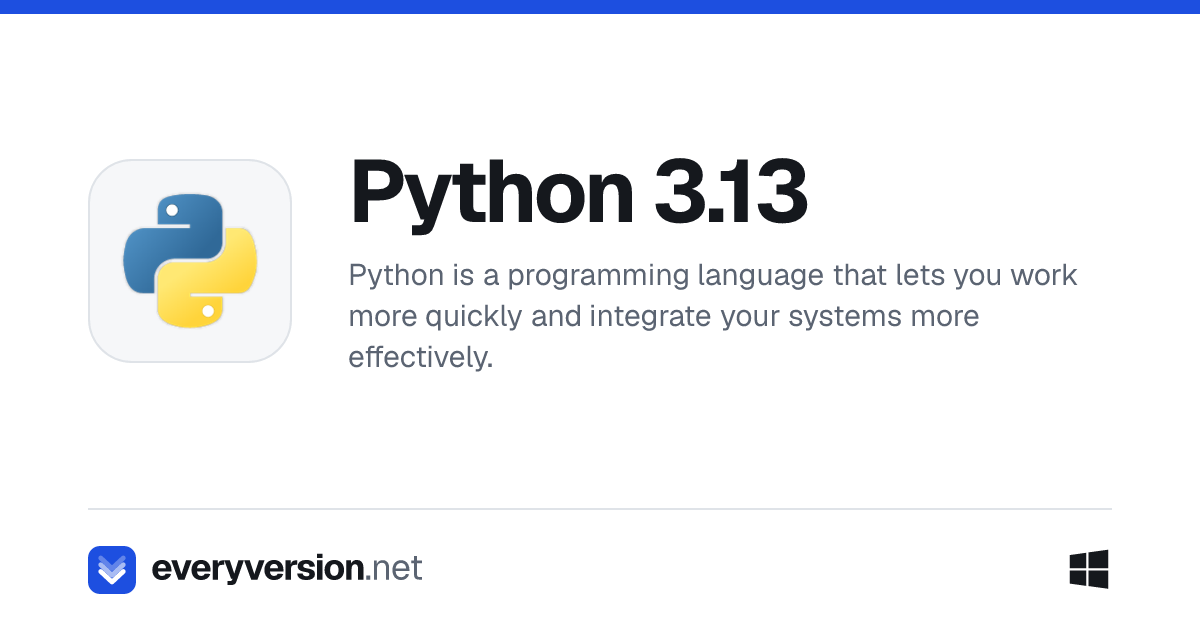 Python 3.13
Python is a programming language that lets you work
more quickly and integrate your systems more
effectively.
everyversion.net